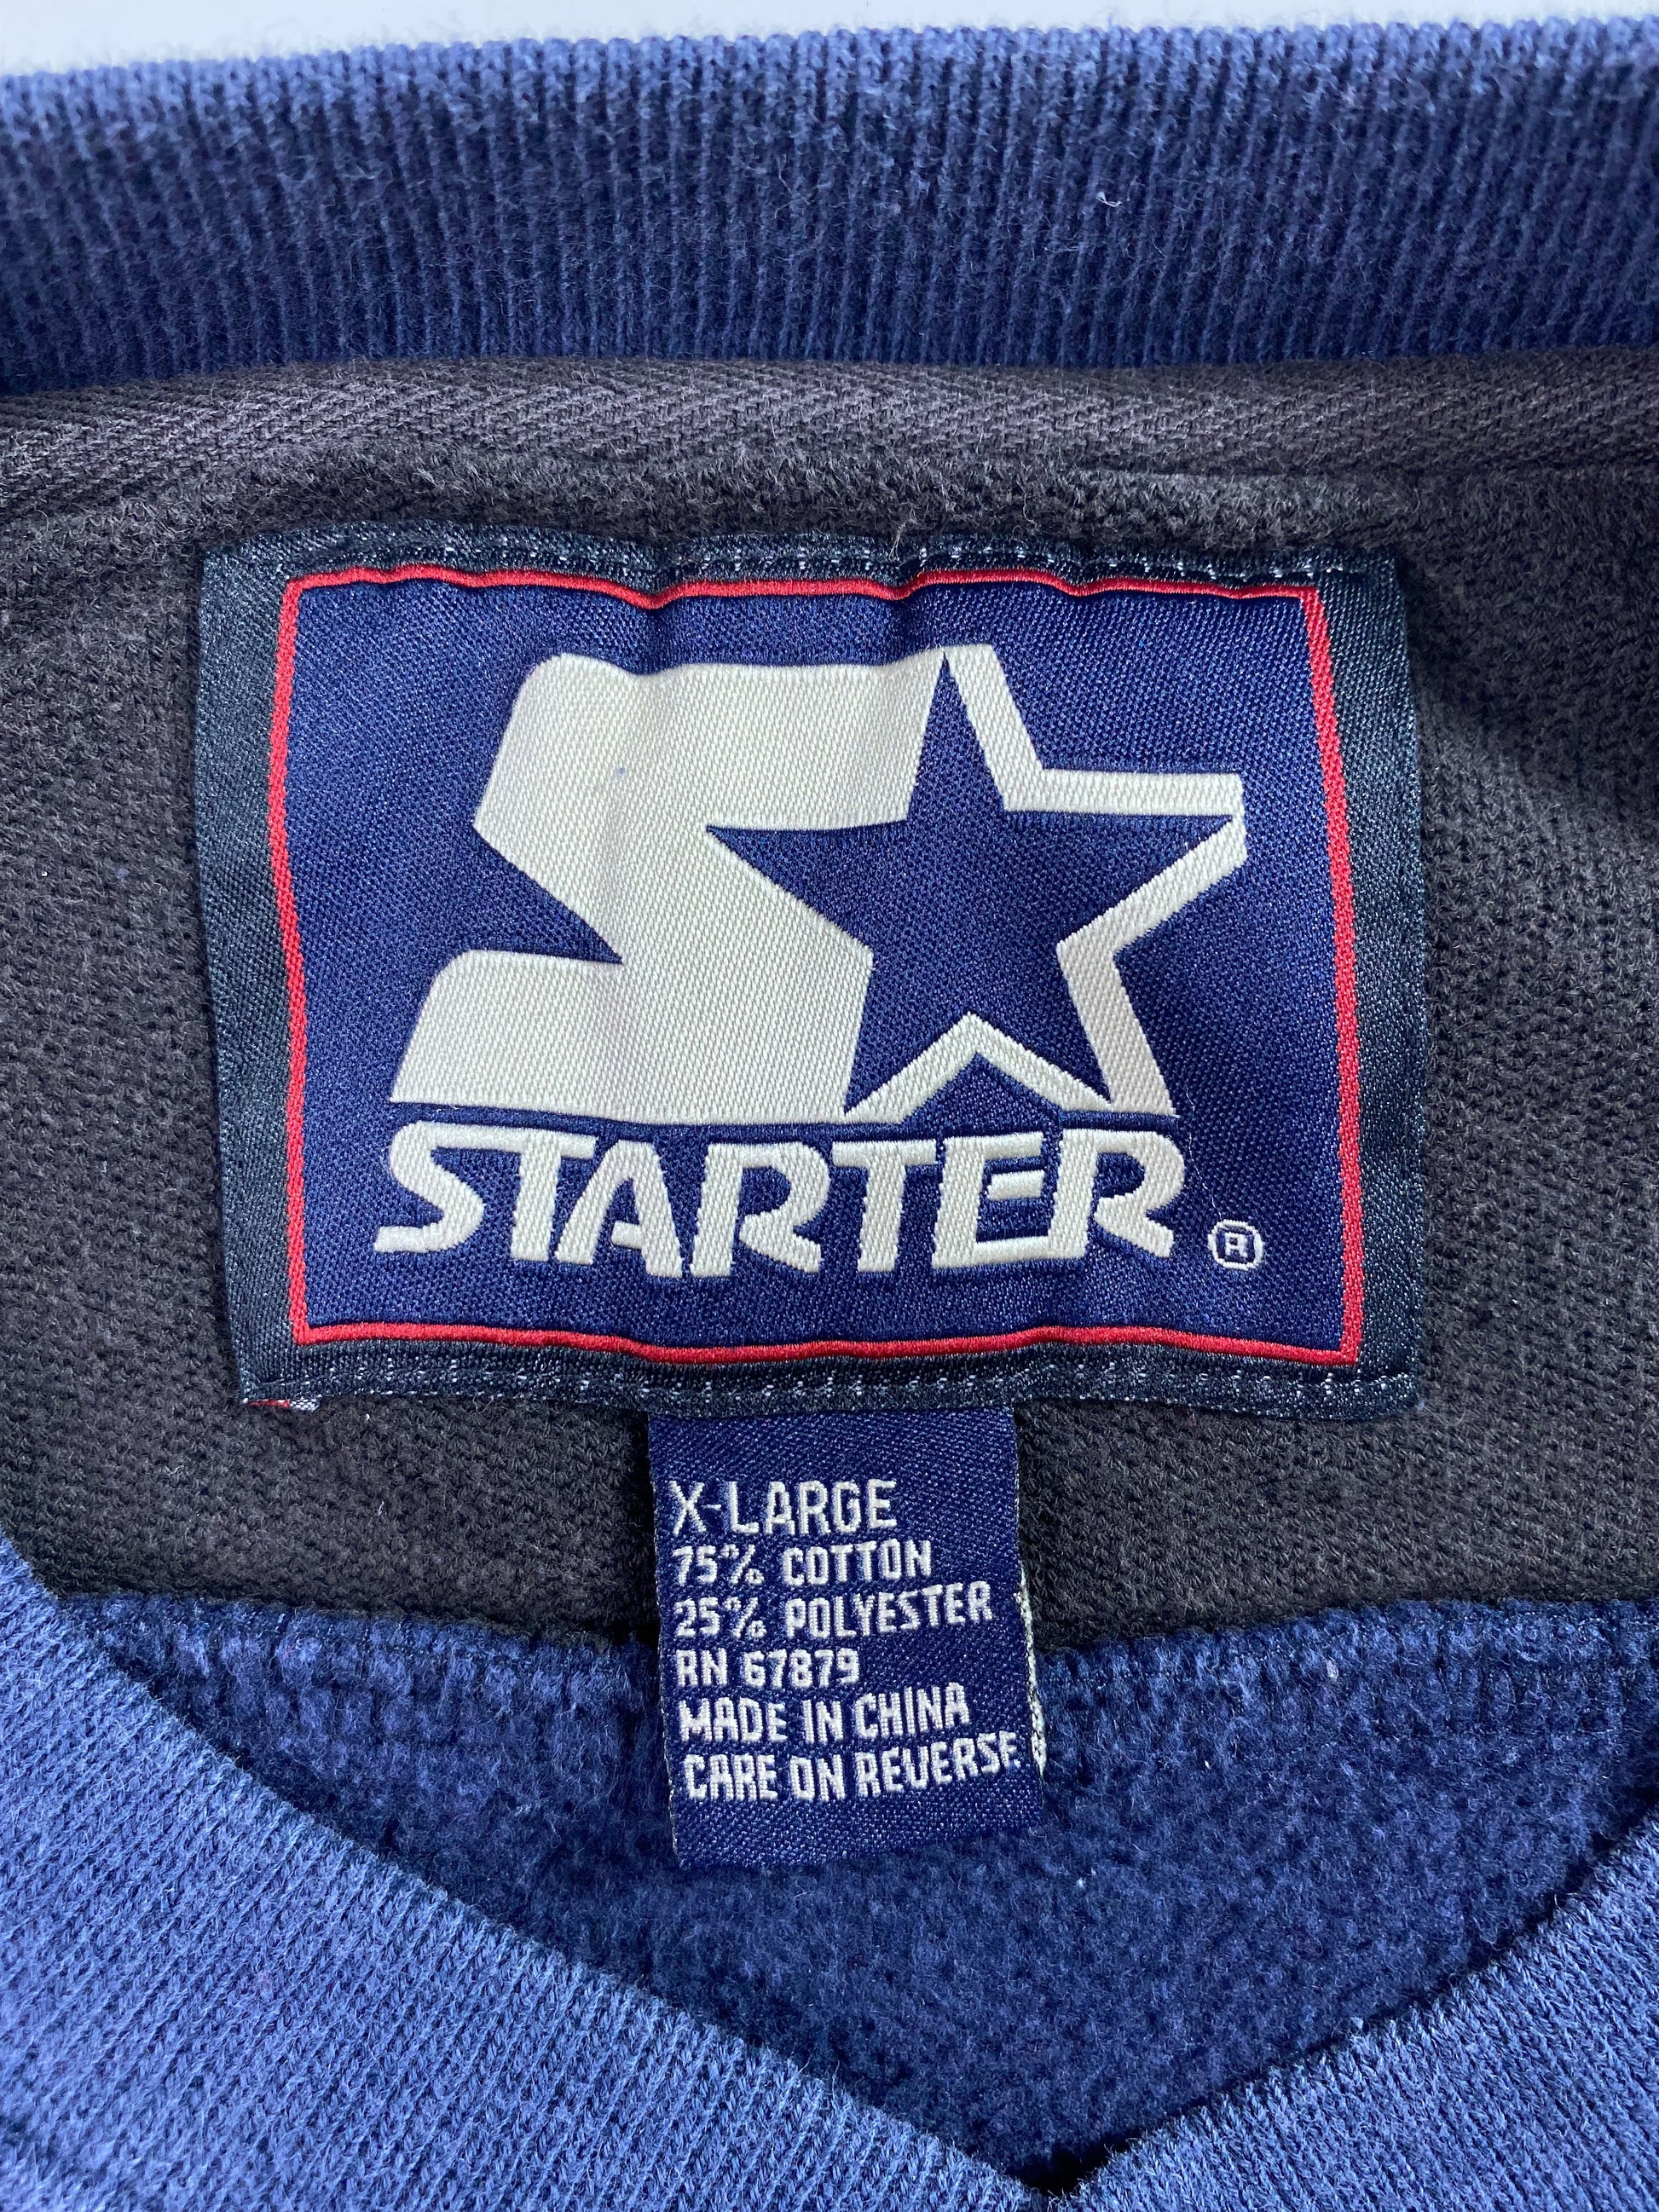 STARTER ®
X-LARGE
75% COTTON
25% POLYESTER
RN 67879
MADE IN CHINA
CARE ON REVERSE